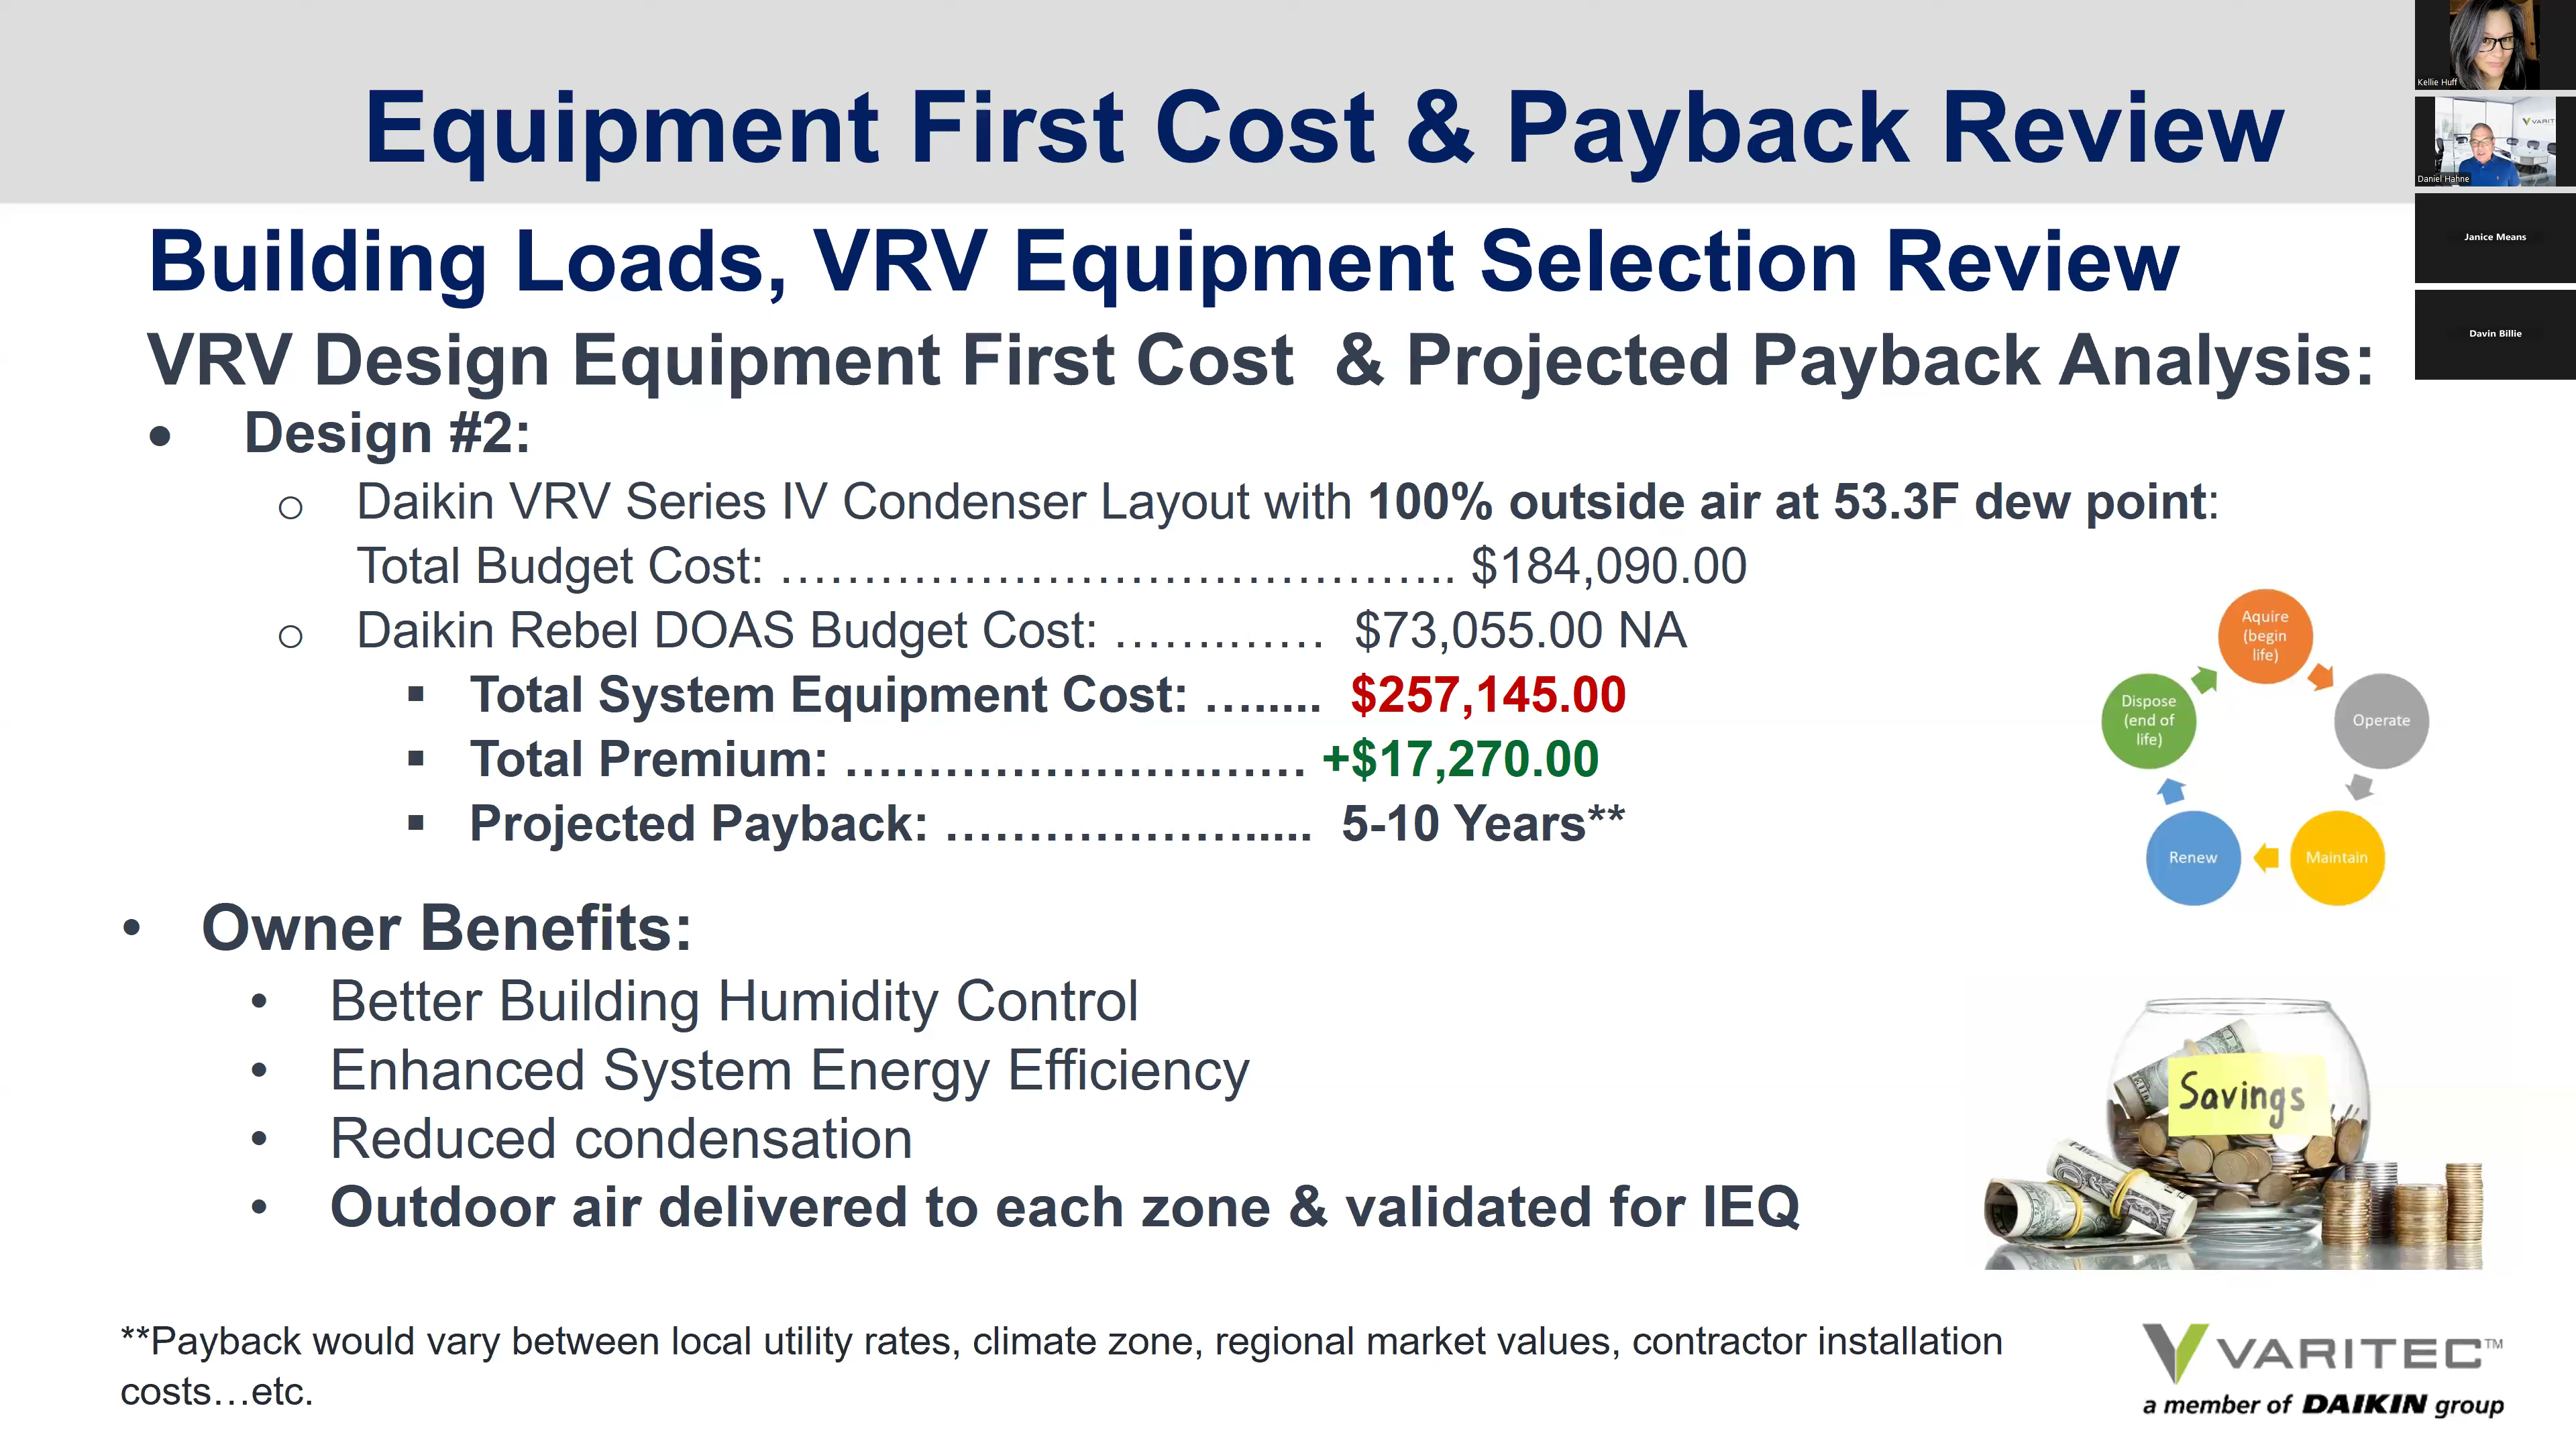 Equipment First Cost & Payback Review
Building Loads, VRV Equipment Selection Review
VRV Design Equipment First Cost & Projected Payback Analysis:
• Design #2:
o Daikin VRV Series IV Condenser Layout with 100% outside air at 53.3F dew point:
Total Budget Cost: ………………………………….. $184,090.00
o Daikin Rebel DOAS Budget Cost: …….…… $73,055.00 NA
▪ Total System Equipment Cost: …..... $257,145.00
▪ Total Premium: ………………….…… +$17,270.00
▪ Projected Payback: ………………..... 5-10 Years**
• Owner Benefits:
• Better Building Humidity Control
• Enhanced System Energy Efficiency
• Reduced condensation
• Outdoor air delivered to each zone & validated for IEQ
**Payback would vary between local utility rates, climate zone, regional market values, contractor installation
costs…etc.
Aquire
(begin
life)
Operate
Maintain
Renew
Dispose
(end of
life)
Savings
VARITEC™
a member of DAIKIN group
Kellie Huff
VARIT
Daniel Hahne
Janice Means
Davin Billie